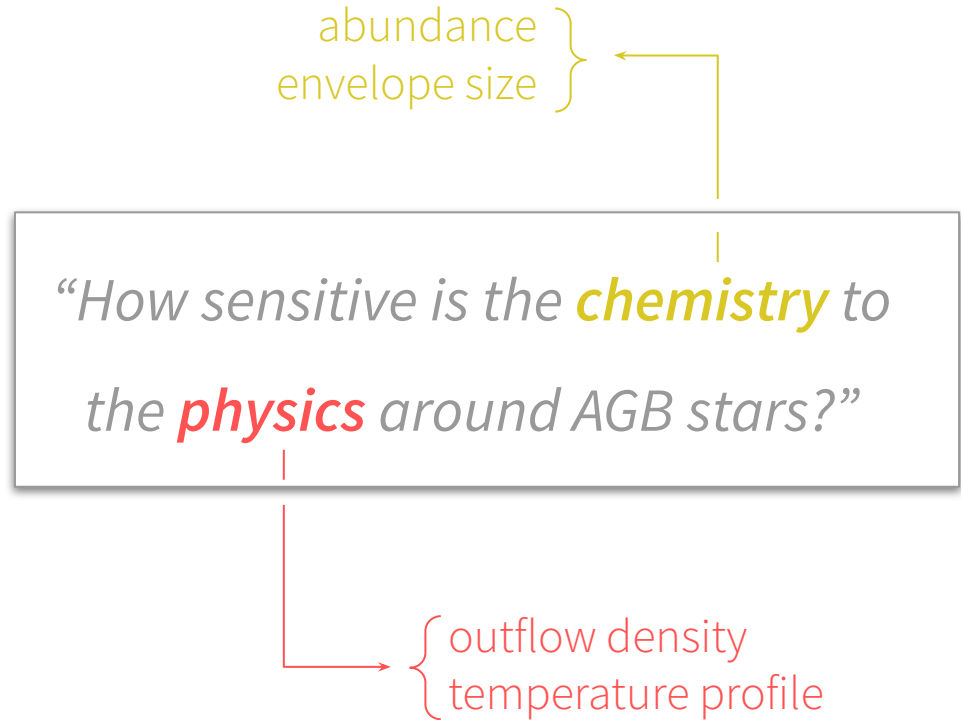 abundance
envelope size
“How sensitive is the chemistry to
the physics around AGB stars?”
outflow density
temperature profile